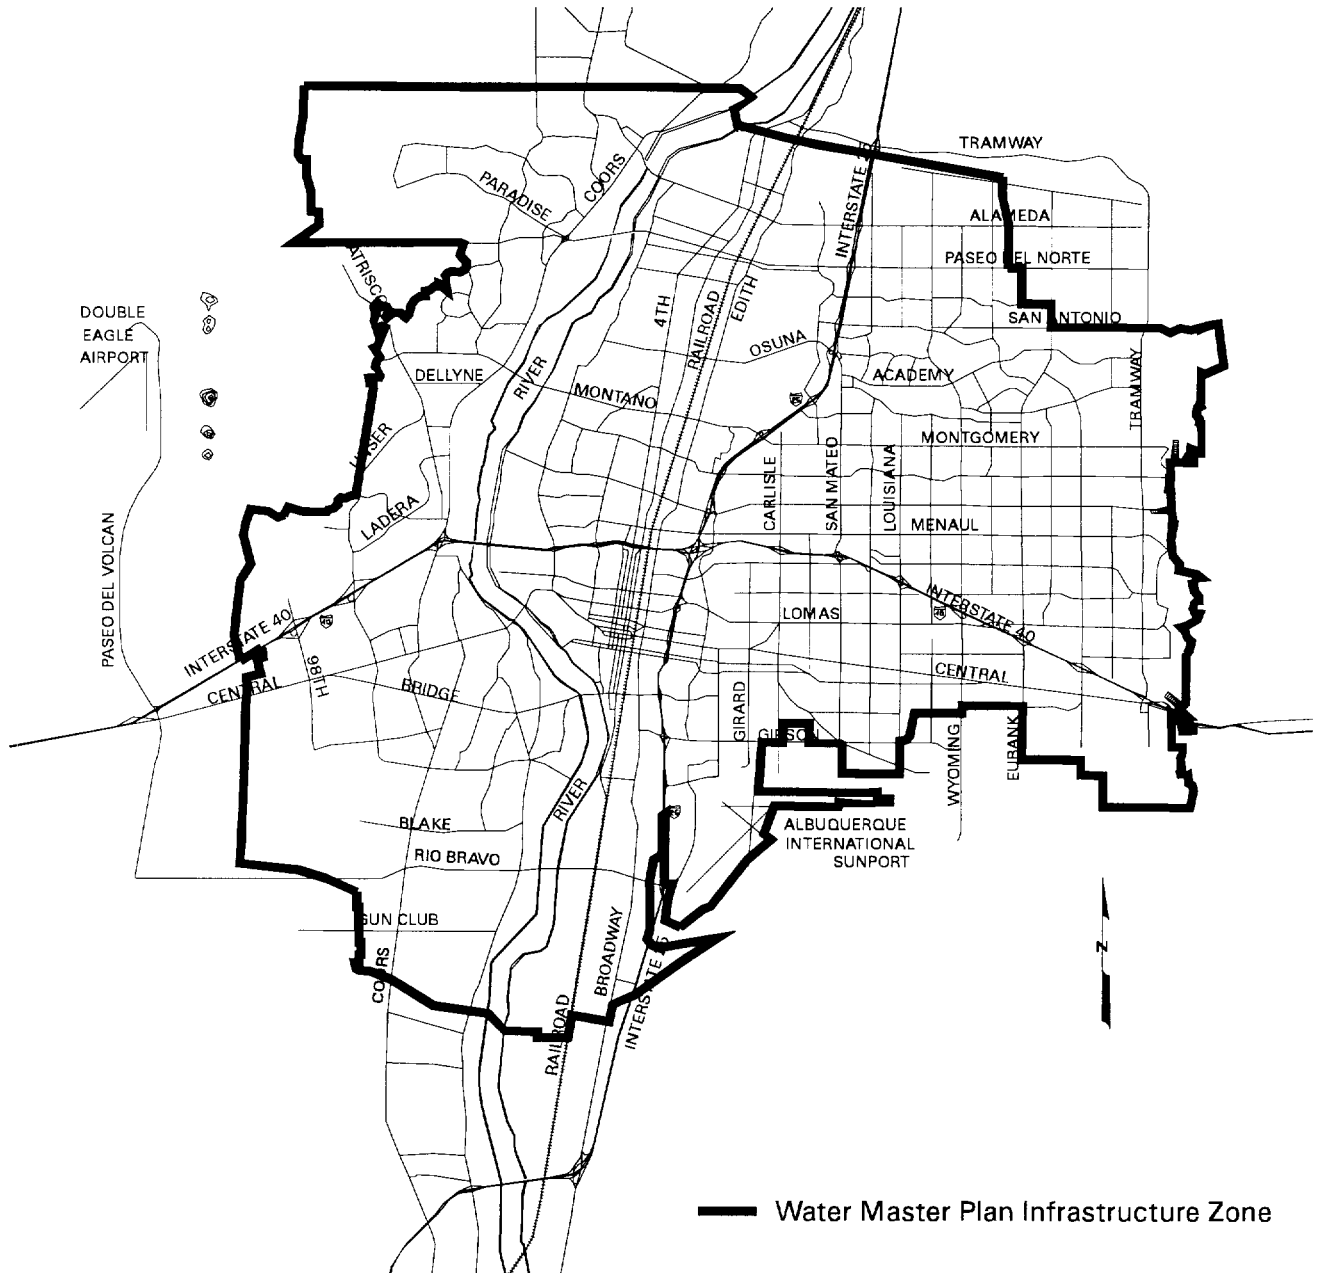 TRAMWAY
COORS
PARADISE
INTERSTATE 25
ALAMEDA
PASEO DEL NORTE
ATRISCO
DOUBLE
EAGLE
AIRPORT
4TH
RAILROAD
EDITH
SAN ANTONIO
OSUNA
DELLYNE
RIVER
MONTANO
ACADEMY
TRAMWAY
UNSER
MONTGOMERY
CARLISLE
SAN MATEO
LOUISIANA
LADERA
MENAUL
PASEO DEL VOLCAN
INTERSTATE 40
LOMAS
INTERSTATE 40
98TH
CENTRAL
BRIDGE
CENTRAL
GIRARD
GIBSON
WYOMING
EUBANK
RIVER
BLAKE
ALBUQUERQUE
INTERNATIONAL
SUNPORT
RIO BRAVO
GUN CLUB
COORS
BROADWAY
INTERSTATE 25
RAILROAD
N
Water Master Plan Infrastructure Zone